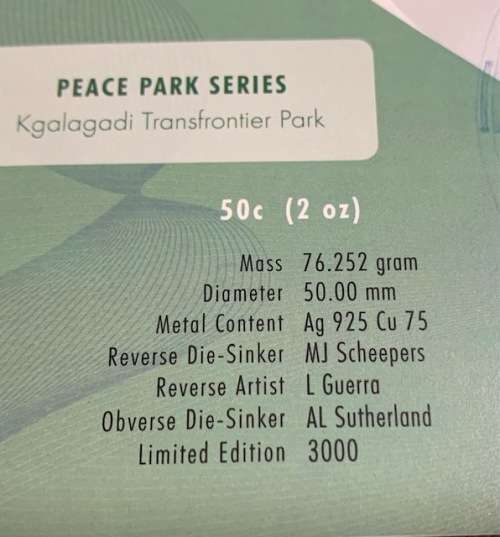 PEACE PARK SERIES
Kgalagadi Transfrontier Park
50c (2 oz)
Mass 76.252 gram
Diameter 50.00 mm
Metal Content Ag 925 Cu 75
Reverse Die-Sinker MJ Scheepers
Reverse Artist L Guerra
Obverse Die-Sinker AL Sutherland
Limited Edition 3000